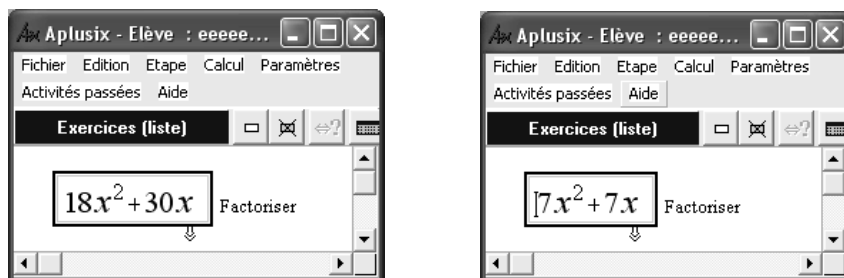 Aplusix - Elève : eeeee...
Fichier Edition Etape Calcul Paramètres
Activités passées Aide
Exercices (liste)
18x²+30x Factoriser
Aplusix - Elève : eeeee...
Fichier Edition Etape Calcul Paramètres
Activités passées Aide
Exercices (liste)
7x²+7x Factoriser